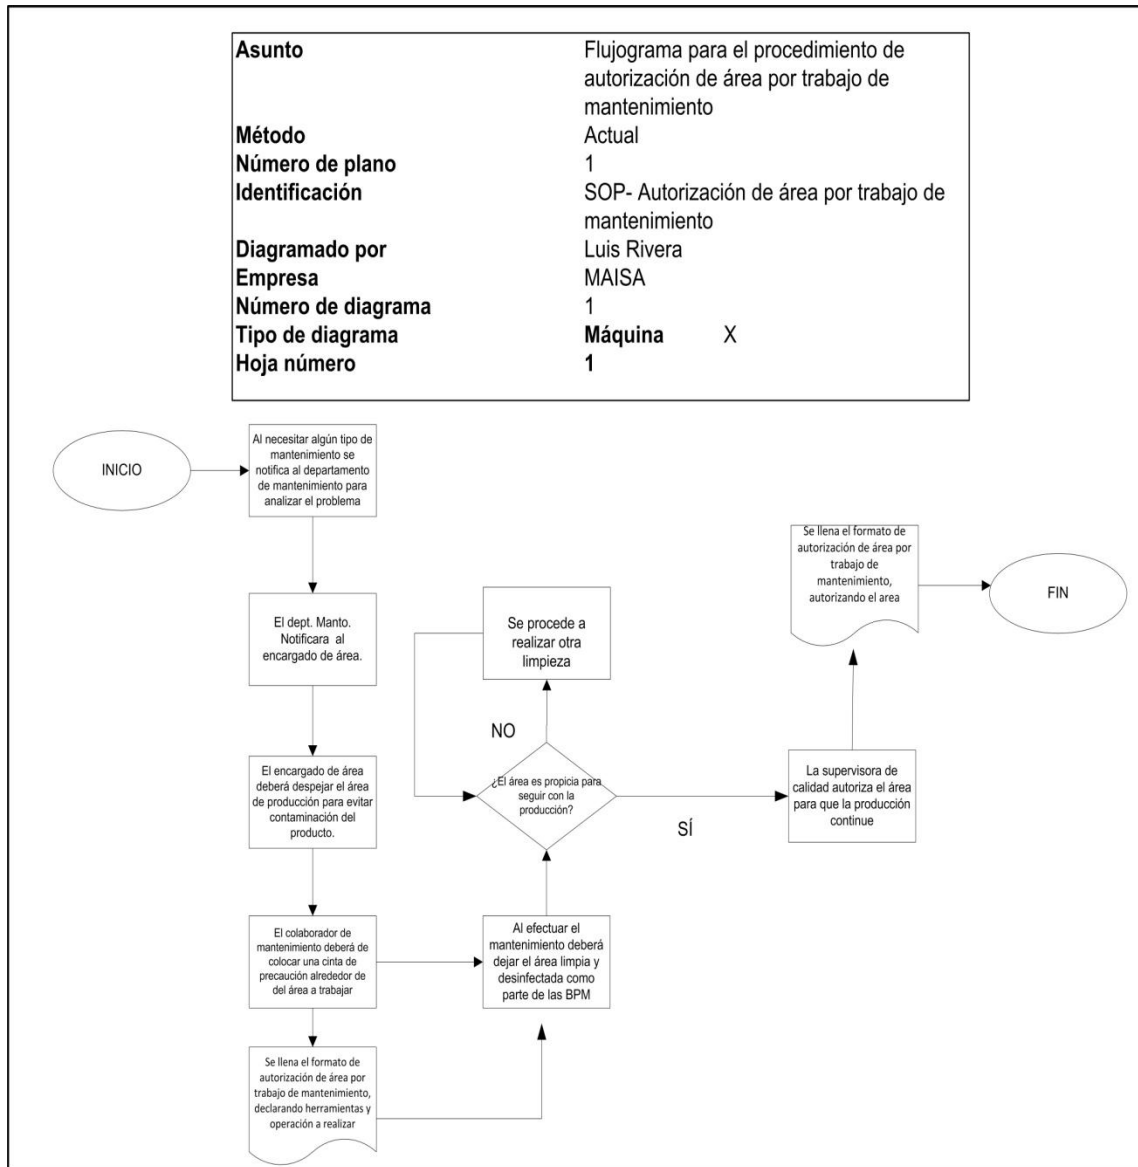 Asunto Flujograma para el procedimiento de
autorización de área por trabajo de
mantenimiento
Método Actual
Número de plano 1
Identificación SOP- Autorización de área por trabajo de
mantenimiento
Diagramado por Luis Rivera
Empresa MAISA
Número de diagrama 1
Tipo de diagrama Máquina X
Hoja número 1
INICIO
Al necesitar algún tipo de
mantenimiento se
notifica al departamento
de mantenimiento para
analizar el problema
El dept. Manto.
Notificara al
encargado de área.
El encargado de área
deberá despejar el área
de producción para evitar
contaminación del
producto.
El colaborador de
mantenimiento deberá de
colocar una cinta de
precaución alrededor de
del área a trabajar
Se llena el formato de
autorización de área por
trabajo de mantenimiento,
declarando herramientas y
operación a realizar
Al efectuar el
mantenimiento deberá
dejar el área limpia y
desinfectada como
parte de las BPM
¿El área es propicia para
seguir con la
producción?
NO
Se procede a
realizar otra
limpieza
SÍ
La supervisora de
calidad autoriza el área
para que la producción
continue
Se llena el formato de
autorización de área por
trabajo de
mantenimiento,
autorizando el area
FIN